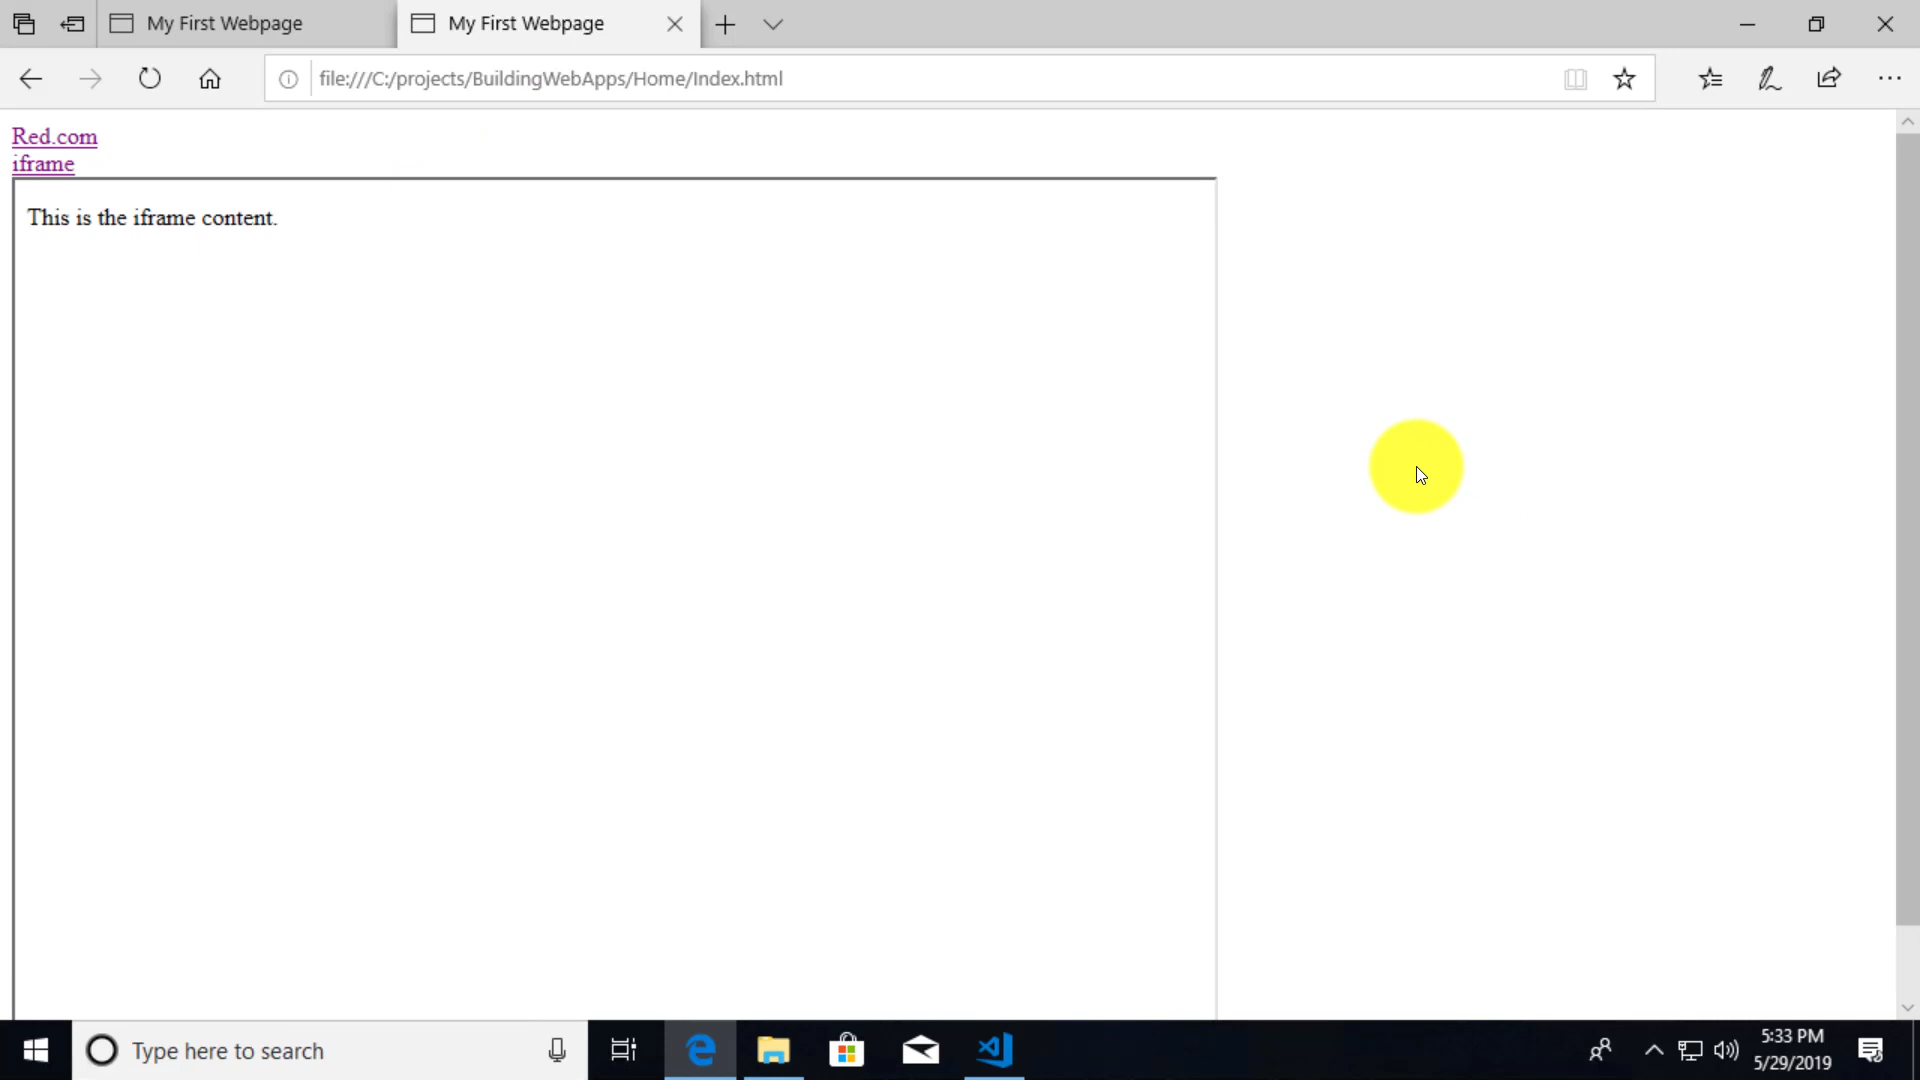 My First Webpage
My First Webpage
file:///C:/projects/BuildingWebApps/Home/Index.html
Red.com
iframe
This is the iframe content.
Type here to search
5:33 PM
5/29/2019